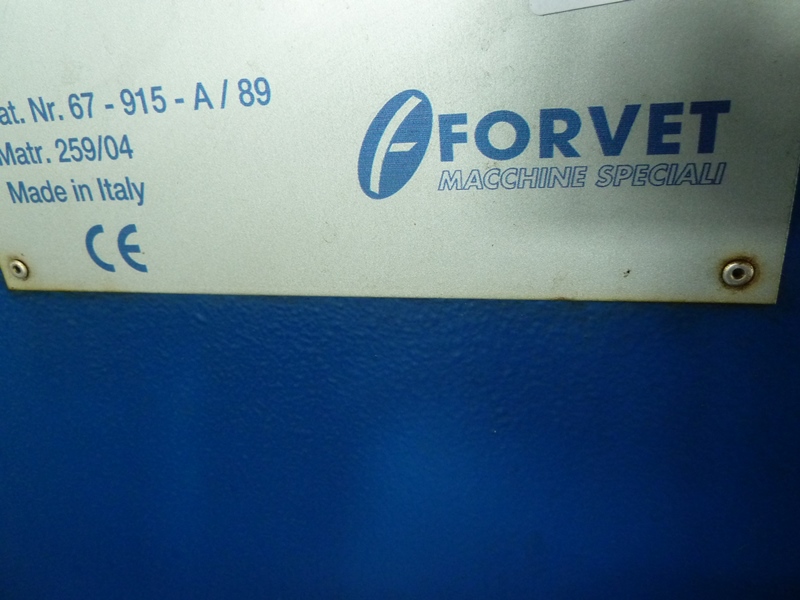 at. Nr. 67 - 915 - A / 89
Matr. 259/04
Made in Italy
CE
FORVET
MACCHINE SPECIALI